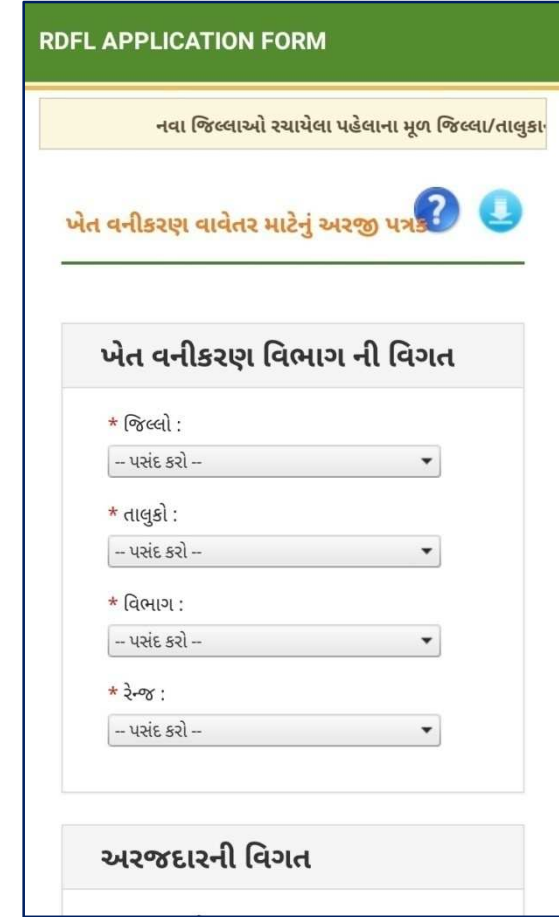 RDFL APPLICATION FORM
નવા જિલ્લાઓ રચાયેલા પહેલાના મૂળ જિલ્લા/તાલુકા
ખેત વનીકરણ વાવેતર માટેનું અરજી પત્રક
ખેત વનીકરણ વિભાગ ની વિગત
* જિલ્લો :
-- પસંદ કરો --
* તાલુકો :
-- પસંદ કરો --
* વિભાગ :
-- પસંદ કરો --
* રેન્જ :
-- પસંદ કરો --
અરજદારની વિગત